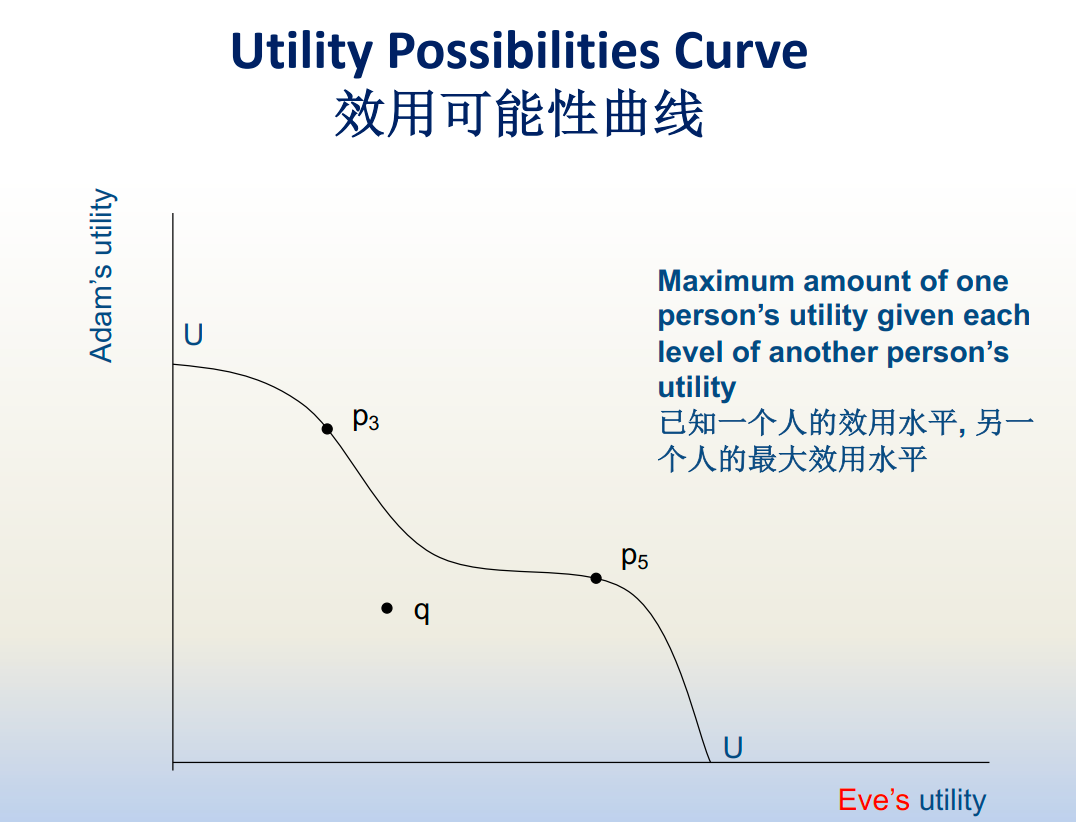 Utility Possibilities Curve
效用可能性曲线
Adam's utility
U
Maximum amount of one
person's utility given each
level of another person's
utility
已知一个人的效用水平, 另一
个人的最大效用水平
p3
p5
q
U
Eve's utility